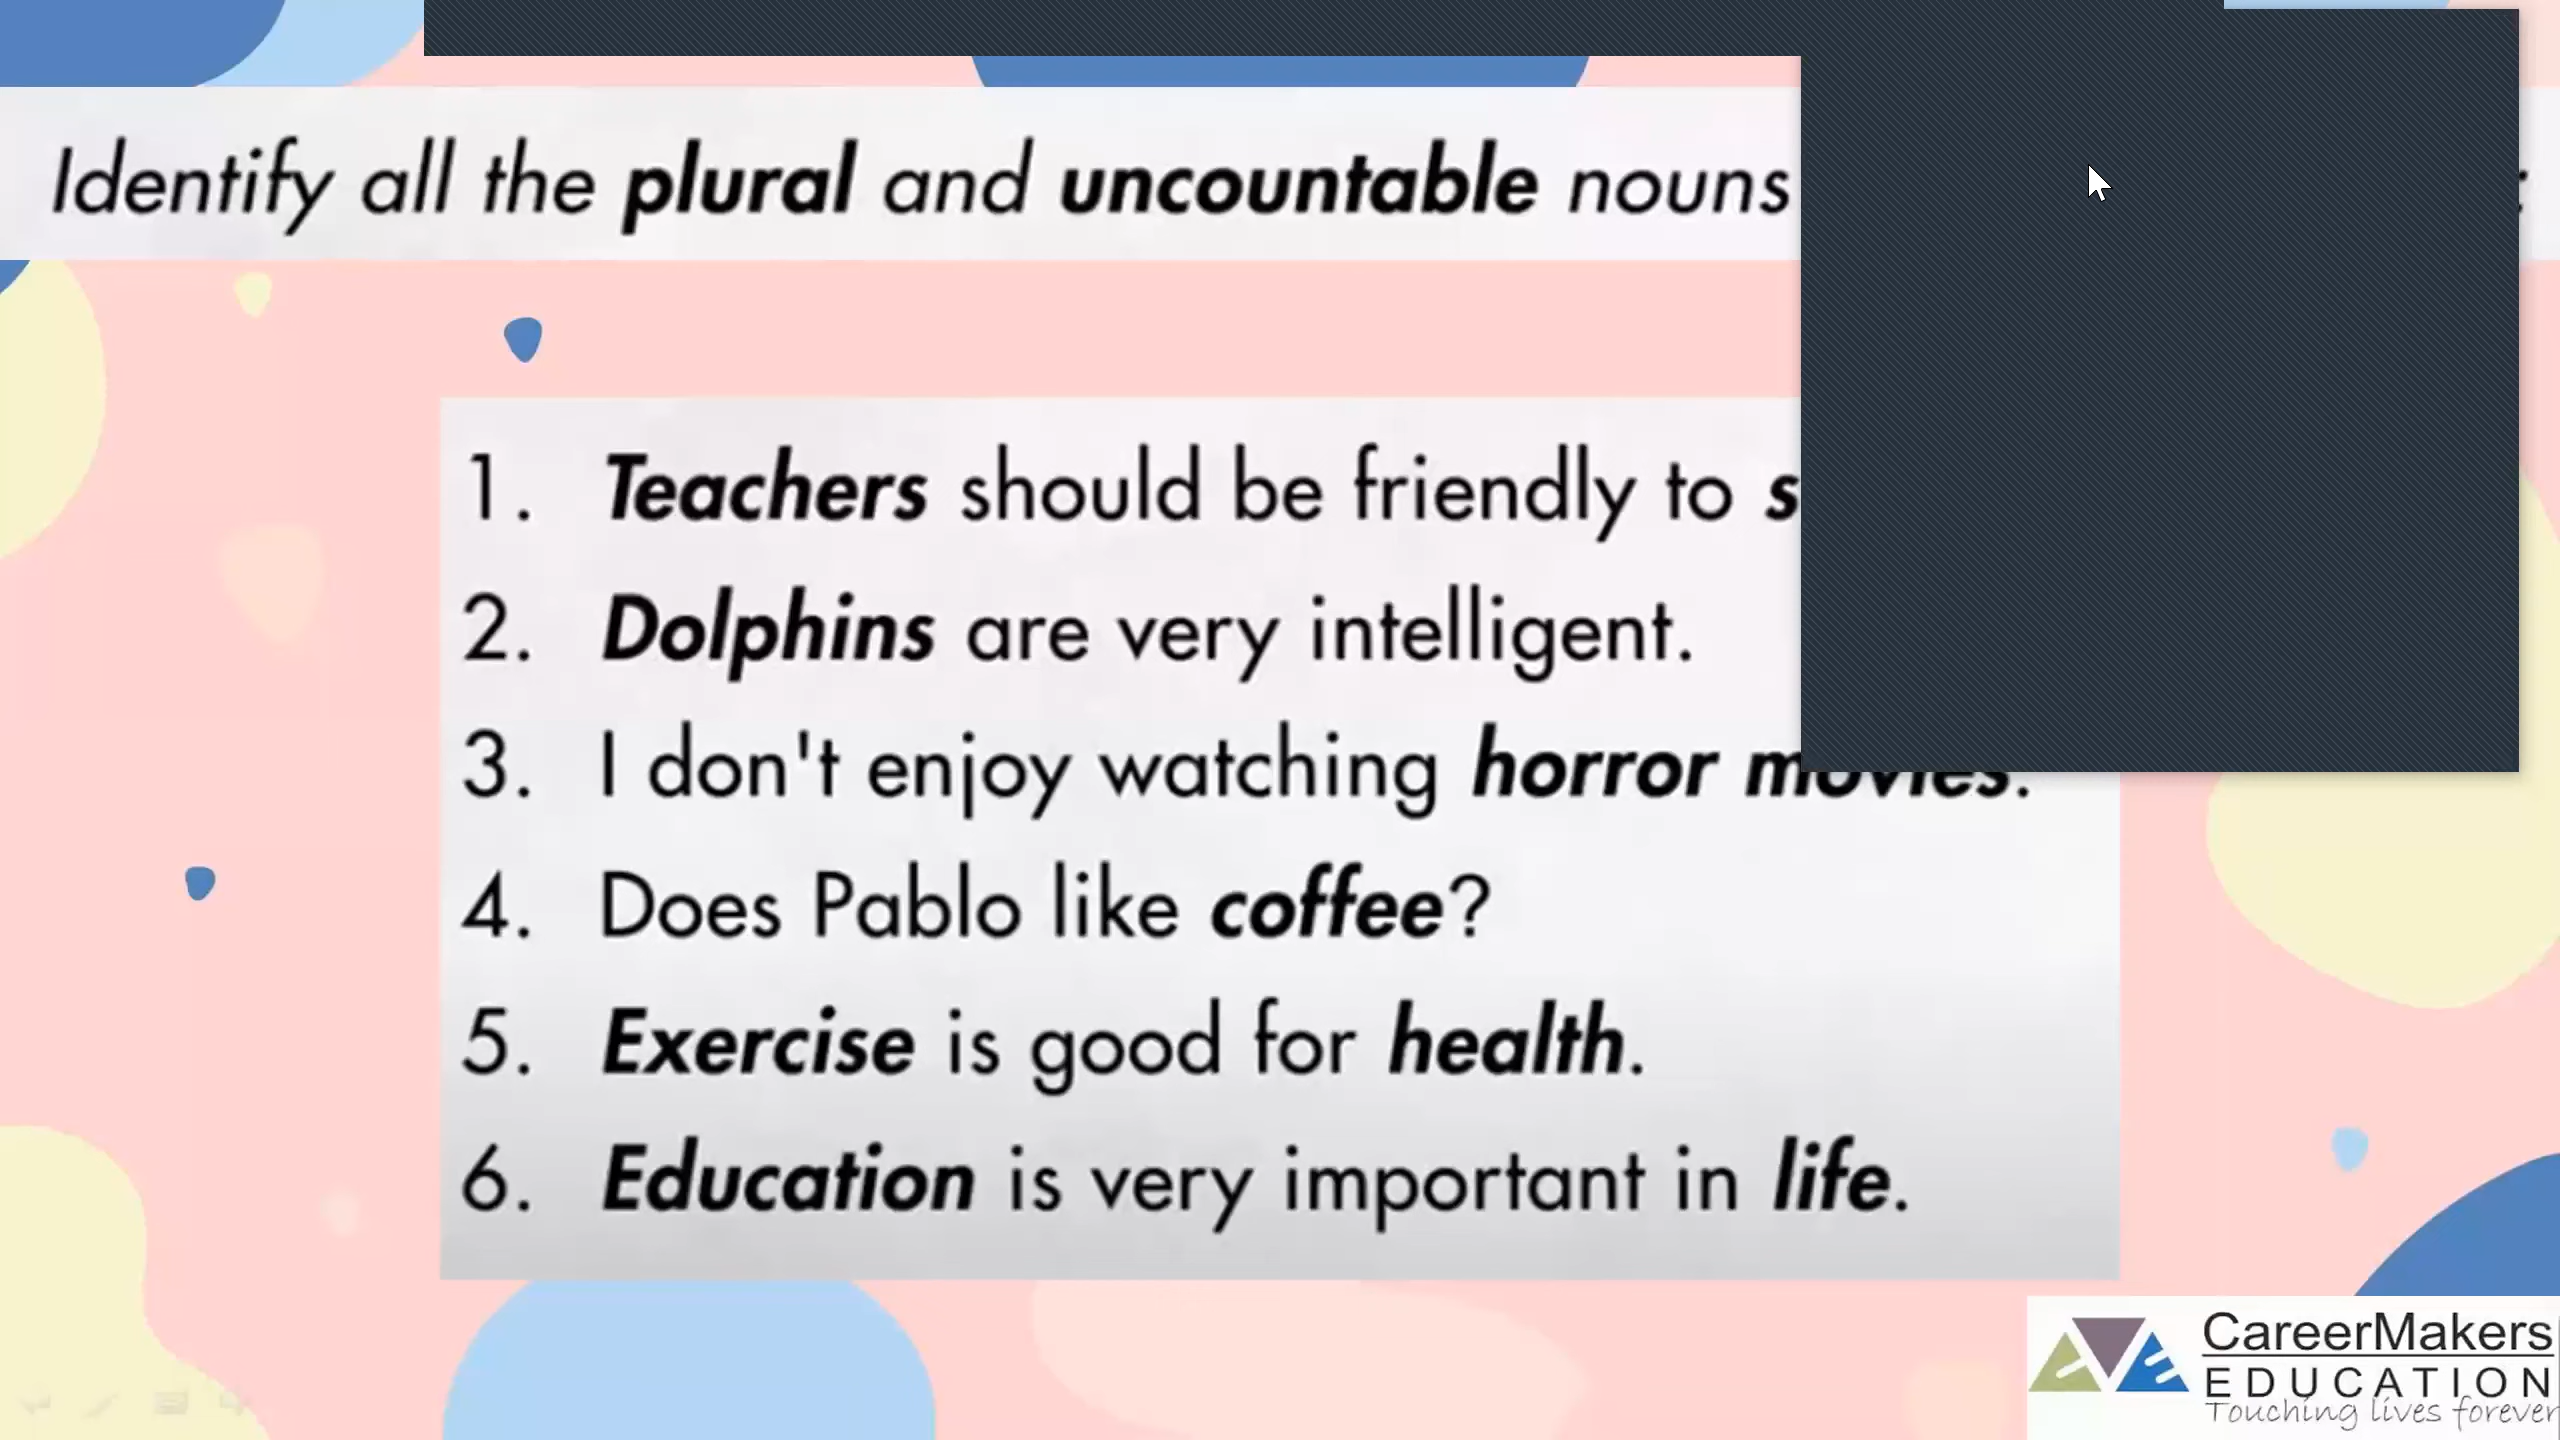 Identify all the plural and uncountable nouns
1. Teachers should be friendly to
2. Dolphins are very intelligent.
3. I don't enjoy watching horror movies.
4. Does Pablo like coffee?
5. Exercise is good for health.
6. Education is very important in life.
CareerMakers
EDUCATION
Touching lives forever